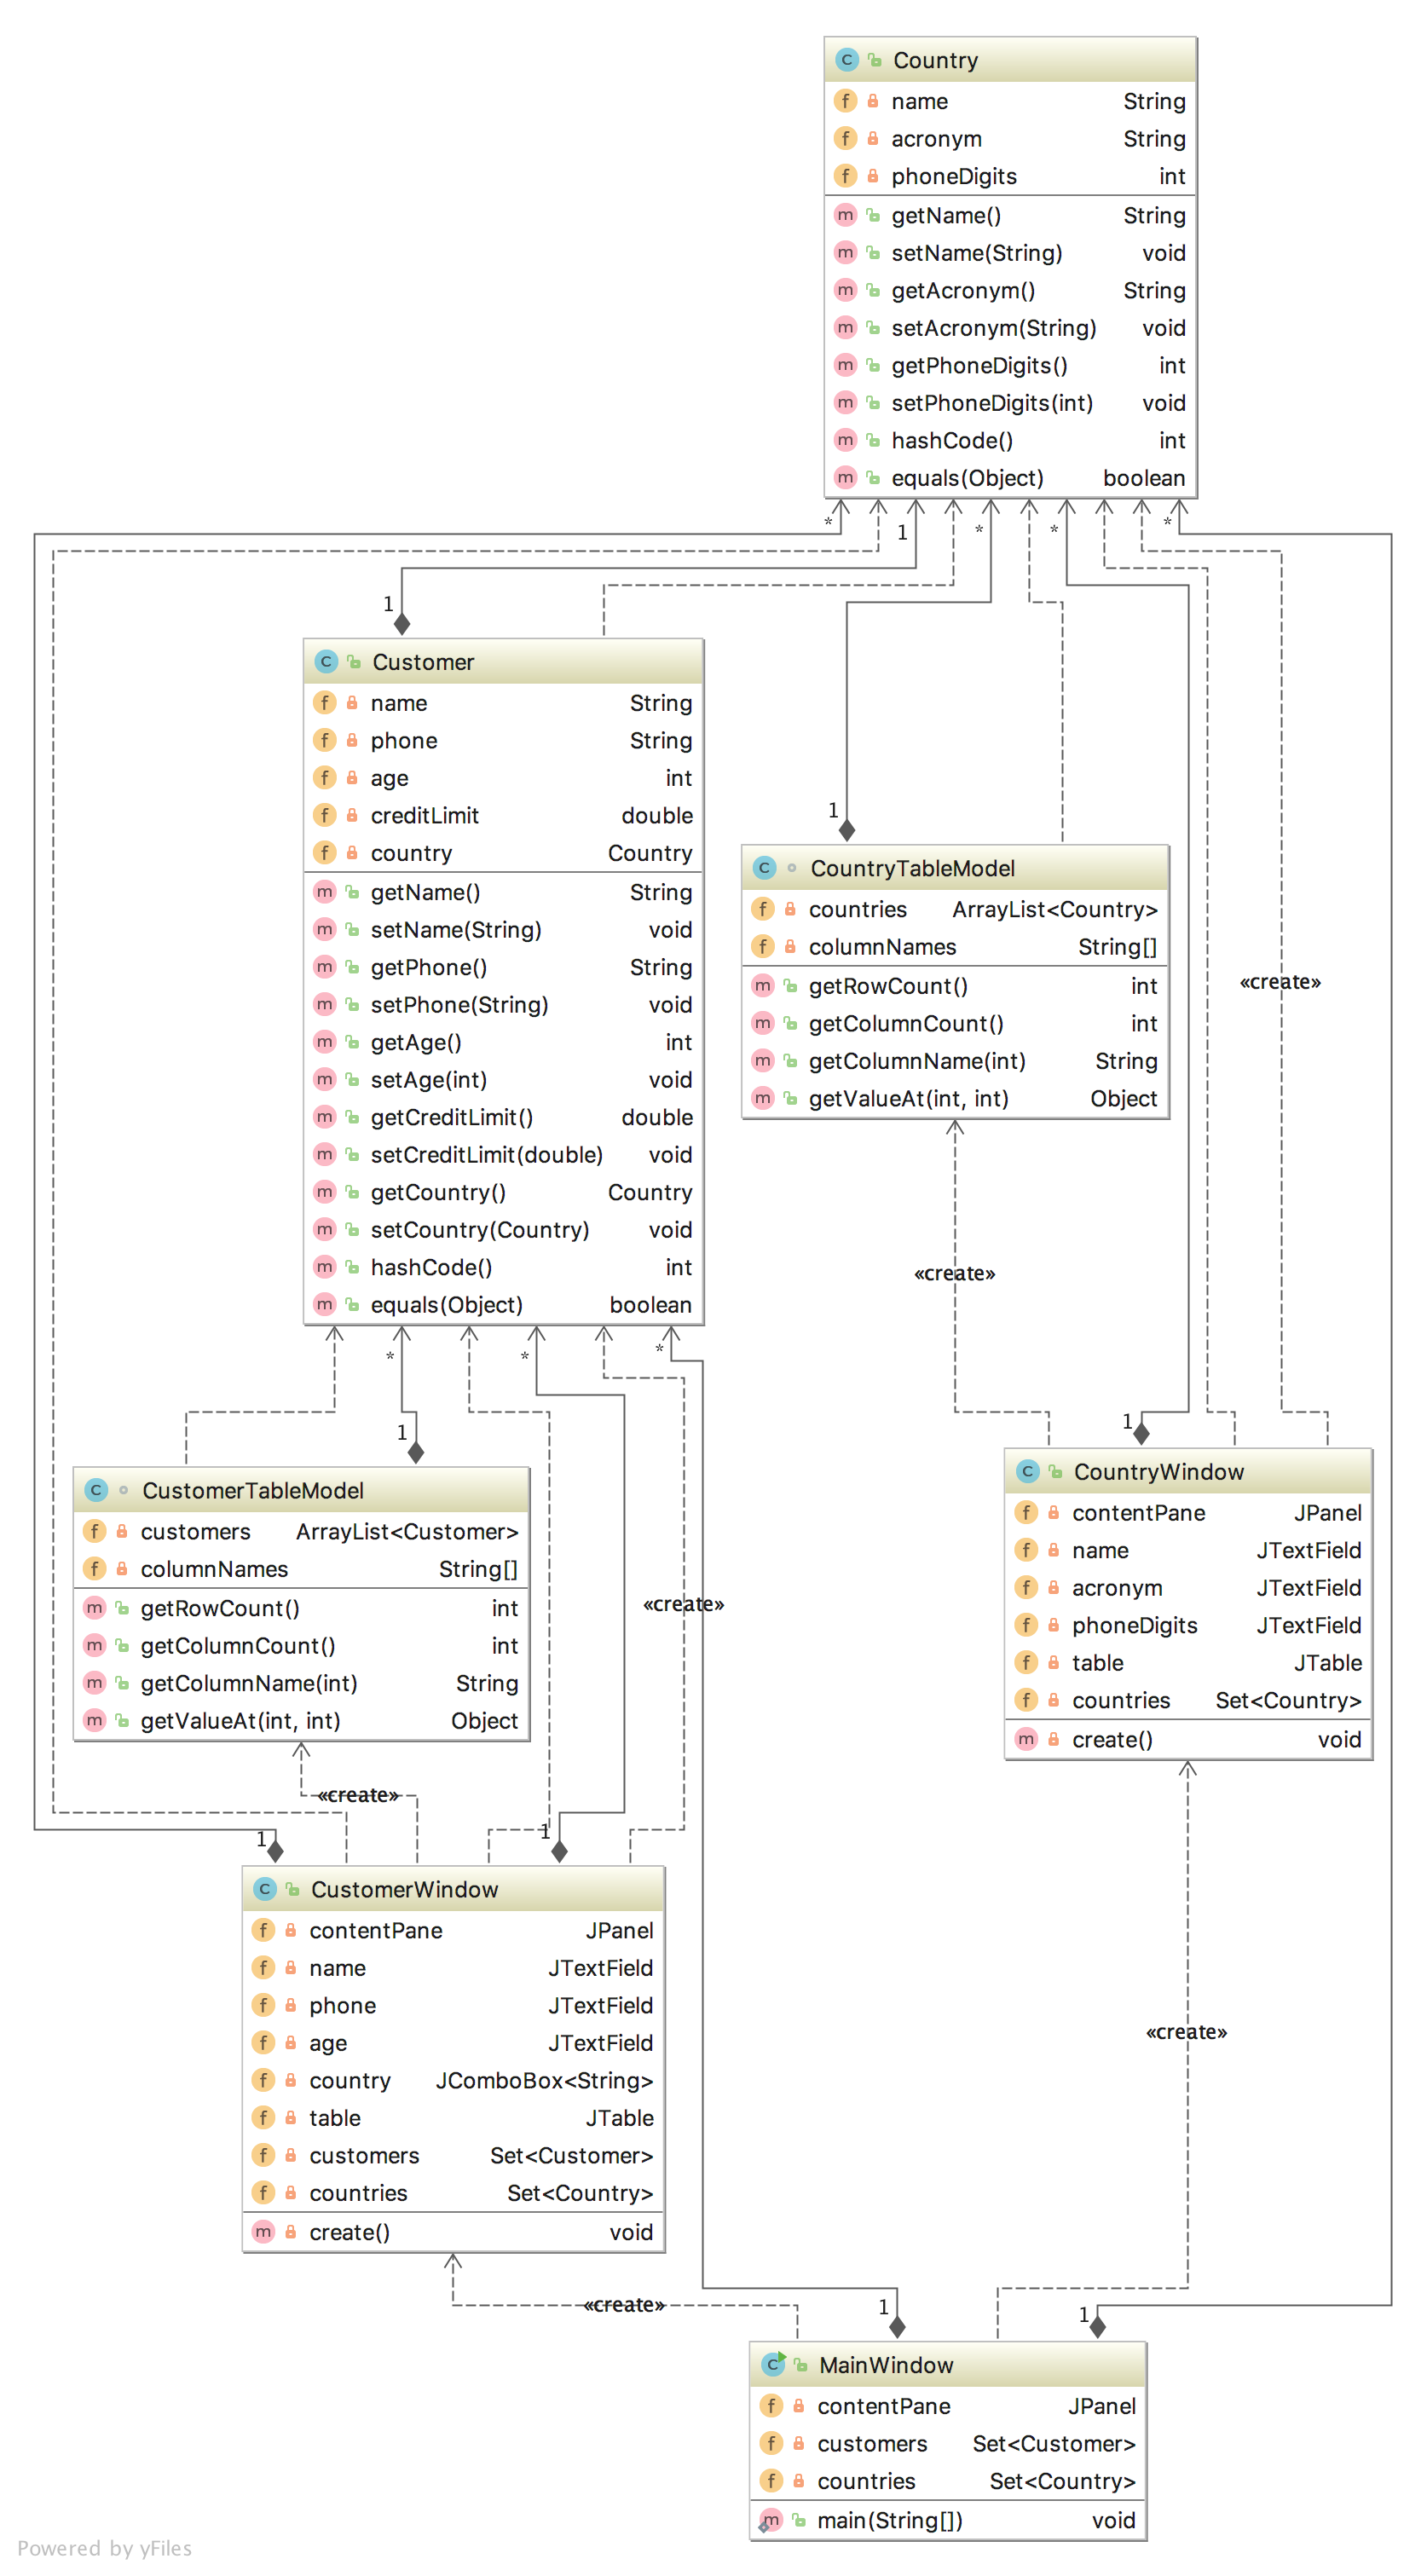 Country
name String
acronym String
phoneDigits int
getName() String
setName(String) void
getAcronym() String
setAcronym(String) void
getPhoneDigits() int
setPhoneDigits(int) void
hashCode() int
equals(Object) boolean
* 1 * * *
1
Customer
name String
phone String
age int
creditLimit double
country Country
getName() String
setName(String) void
getPhone() String
setPhone(String) void
getAge() int
setAge(int) void
getCreditLimit() double
setCreditLimit(double) void
getCountry() Country
setCountry(Country) void
hashCode() int
equals(Object) boolean
1
CountryTableModel
countries ArrayList<Country>
columnNames String[]
getRowCount() int
getColumnCount() int
getColumnName(int) String
getValueAt(int, int) Object
«create»
«create»
* * *
1
1
CustomerTableModel
customers ArrayList<Customer>
columnNames String[]
getRowCount() int
getColumnCount() int
getColumnName(int) String
getValueAt(int, int) Object
«create»
CountryWindow
contentPane JPanel
name JTextField
acronym JTextField
phoneDigits JTextField
table JTable
countries Set<Country>
create() void
«create»
1 1
CustomerWindow
contentPane JPanel
name JTextField
phone JTextField
age JTextField
country JComboBox<String>
table JTable
customers Set<Customer>
countries Set<Country>
create() void
«create»
«create»
1 1
MainWindow
contentPane JPanel
customers Set<Customer>
countries Set<Country>
main(String[]) void
Powered by yFiles